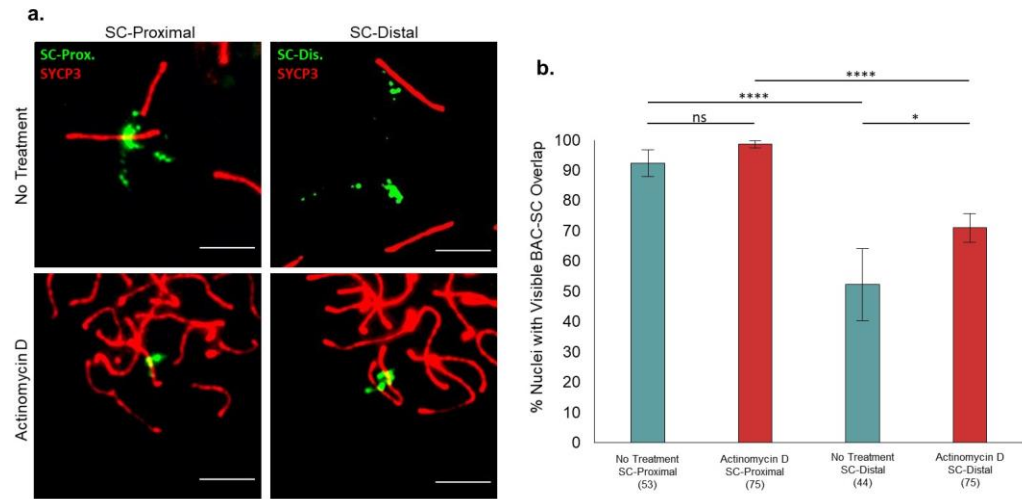 a.
SC-Proximal
SC-Distal
SC-Prox.
SYCP3
SC-Dis.
SYCP3
No Treatment
Actinomycin D
b.
****
****
ns
*
% Nuclei with Visible BAC-SC Overlap
100
90
80
70
60
50
40
30
20
10
0
No Treatment
SC-Proximal
(53)
Actinomycin D
SC-Proximal
(75)
No Treatment
SC-Distal
(44)
Actinomycin D
SC-Distal
(75)